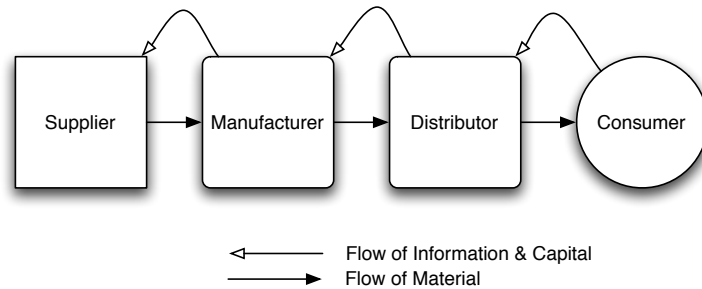 Supplier
Manufacturer
Distributor
Consumer
Flow of Information & Capital
Flow of Material